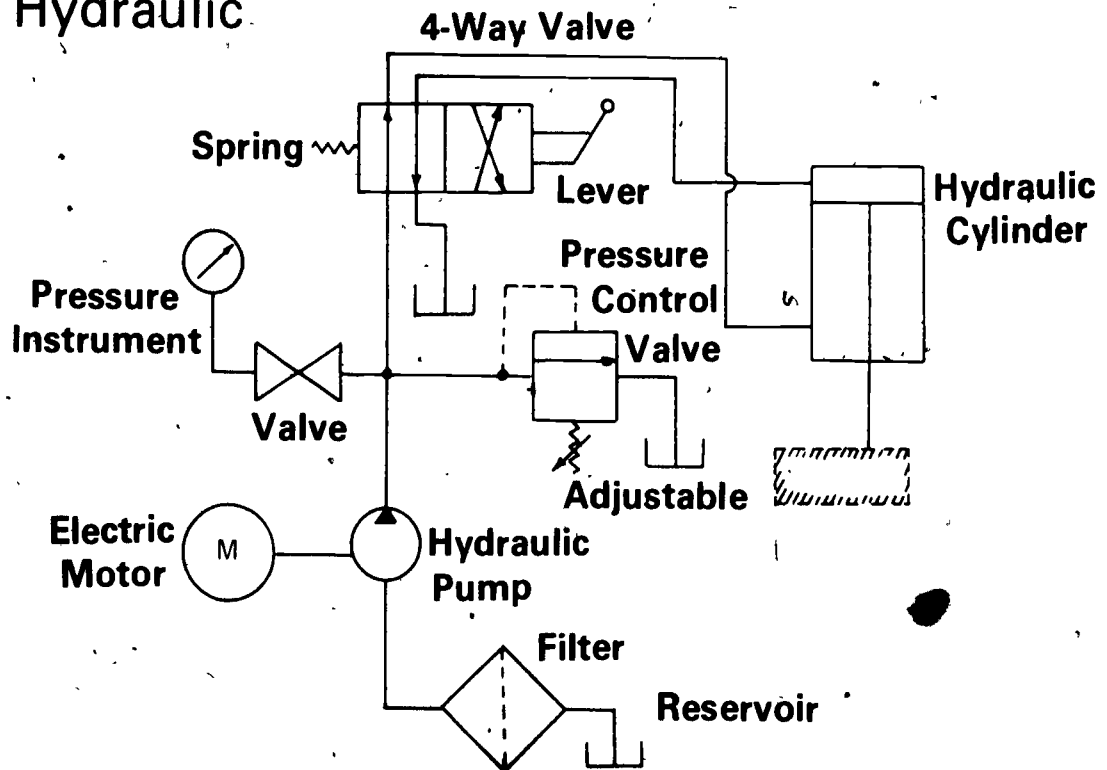 Hydraulic
4-Way Valve
Spring
Lever
Hydraulic
Cylinder
Pressure
Control
Valve
Pressure
Instrument
Valve
Adjustable
Electric
Motor
M
Hydraulic
Pump
Filter
Reservoir